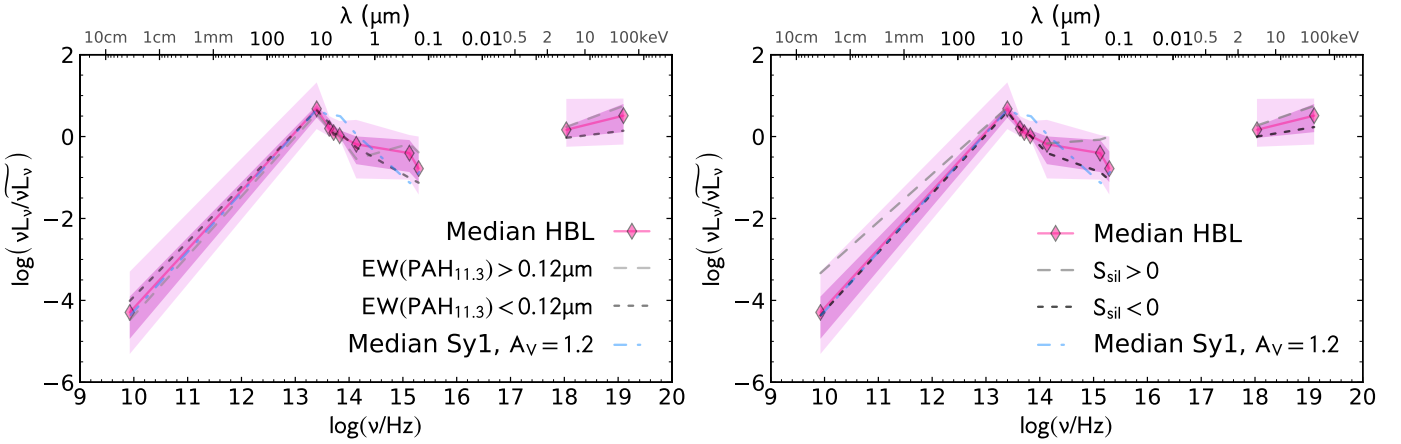 λ (μm)
10cm 1cm 1mm 100 10 1 0.1 0.01 0.5 2 10 100keV
2
0
−2
−4
−6
log(νLν/νLν)
Median HBL
EW(PAH11.3)>0.12μm
EW(PAH11.3)<0.12μm
Median Sy1, AV=1.2
9 10 11 12 13 14 15 16 17 18 19 20
log(ν/Hz)
λ (μm)
10cm 1cm 1mm 100 10 1 0.1 0.01 0.5 2 10 100keV
2
0
−2
−4
−6
log(νLν/νLν)
Median HBL
Ssil>0
Ssil<0
Median Sy1, AV=1.2
9 10 11 12 13 14 15 16 17 18 19 20
log(ν/Hz)